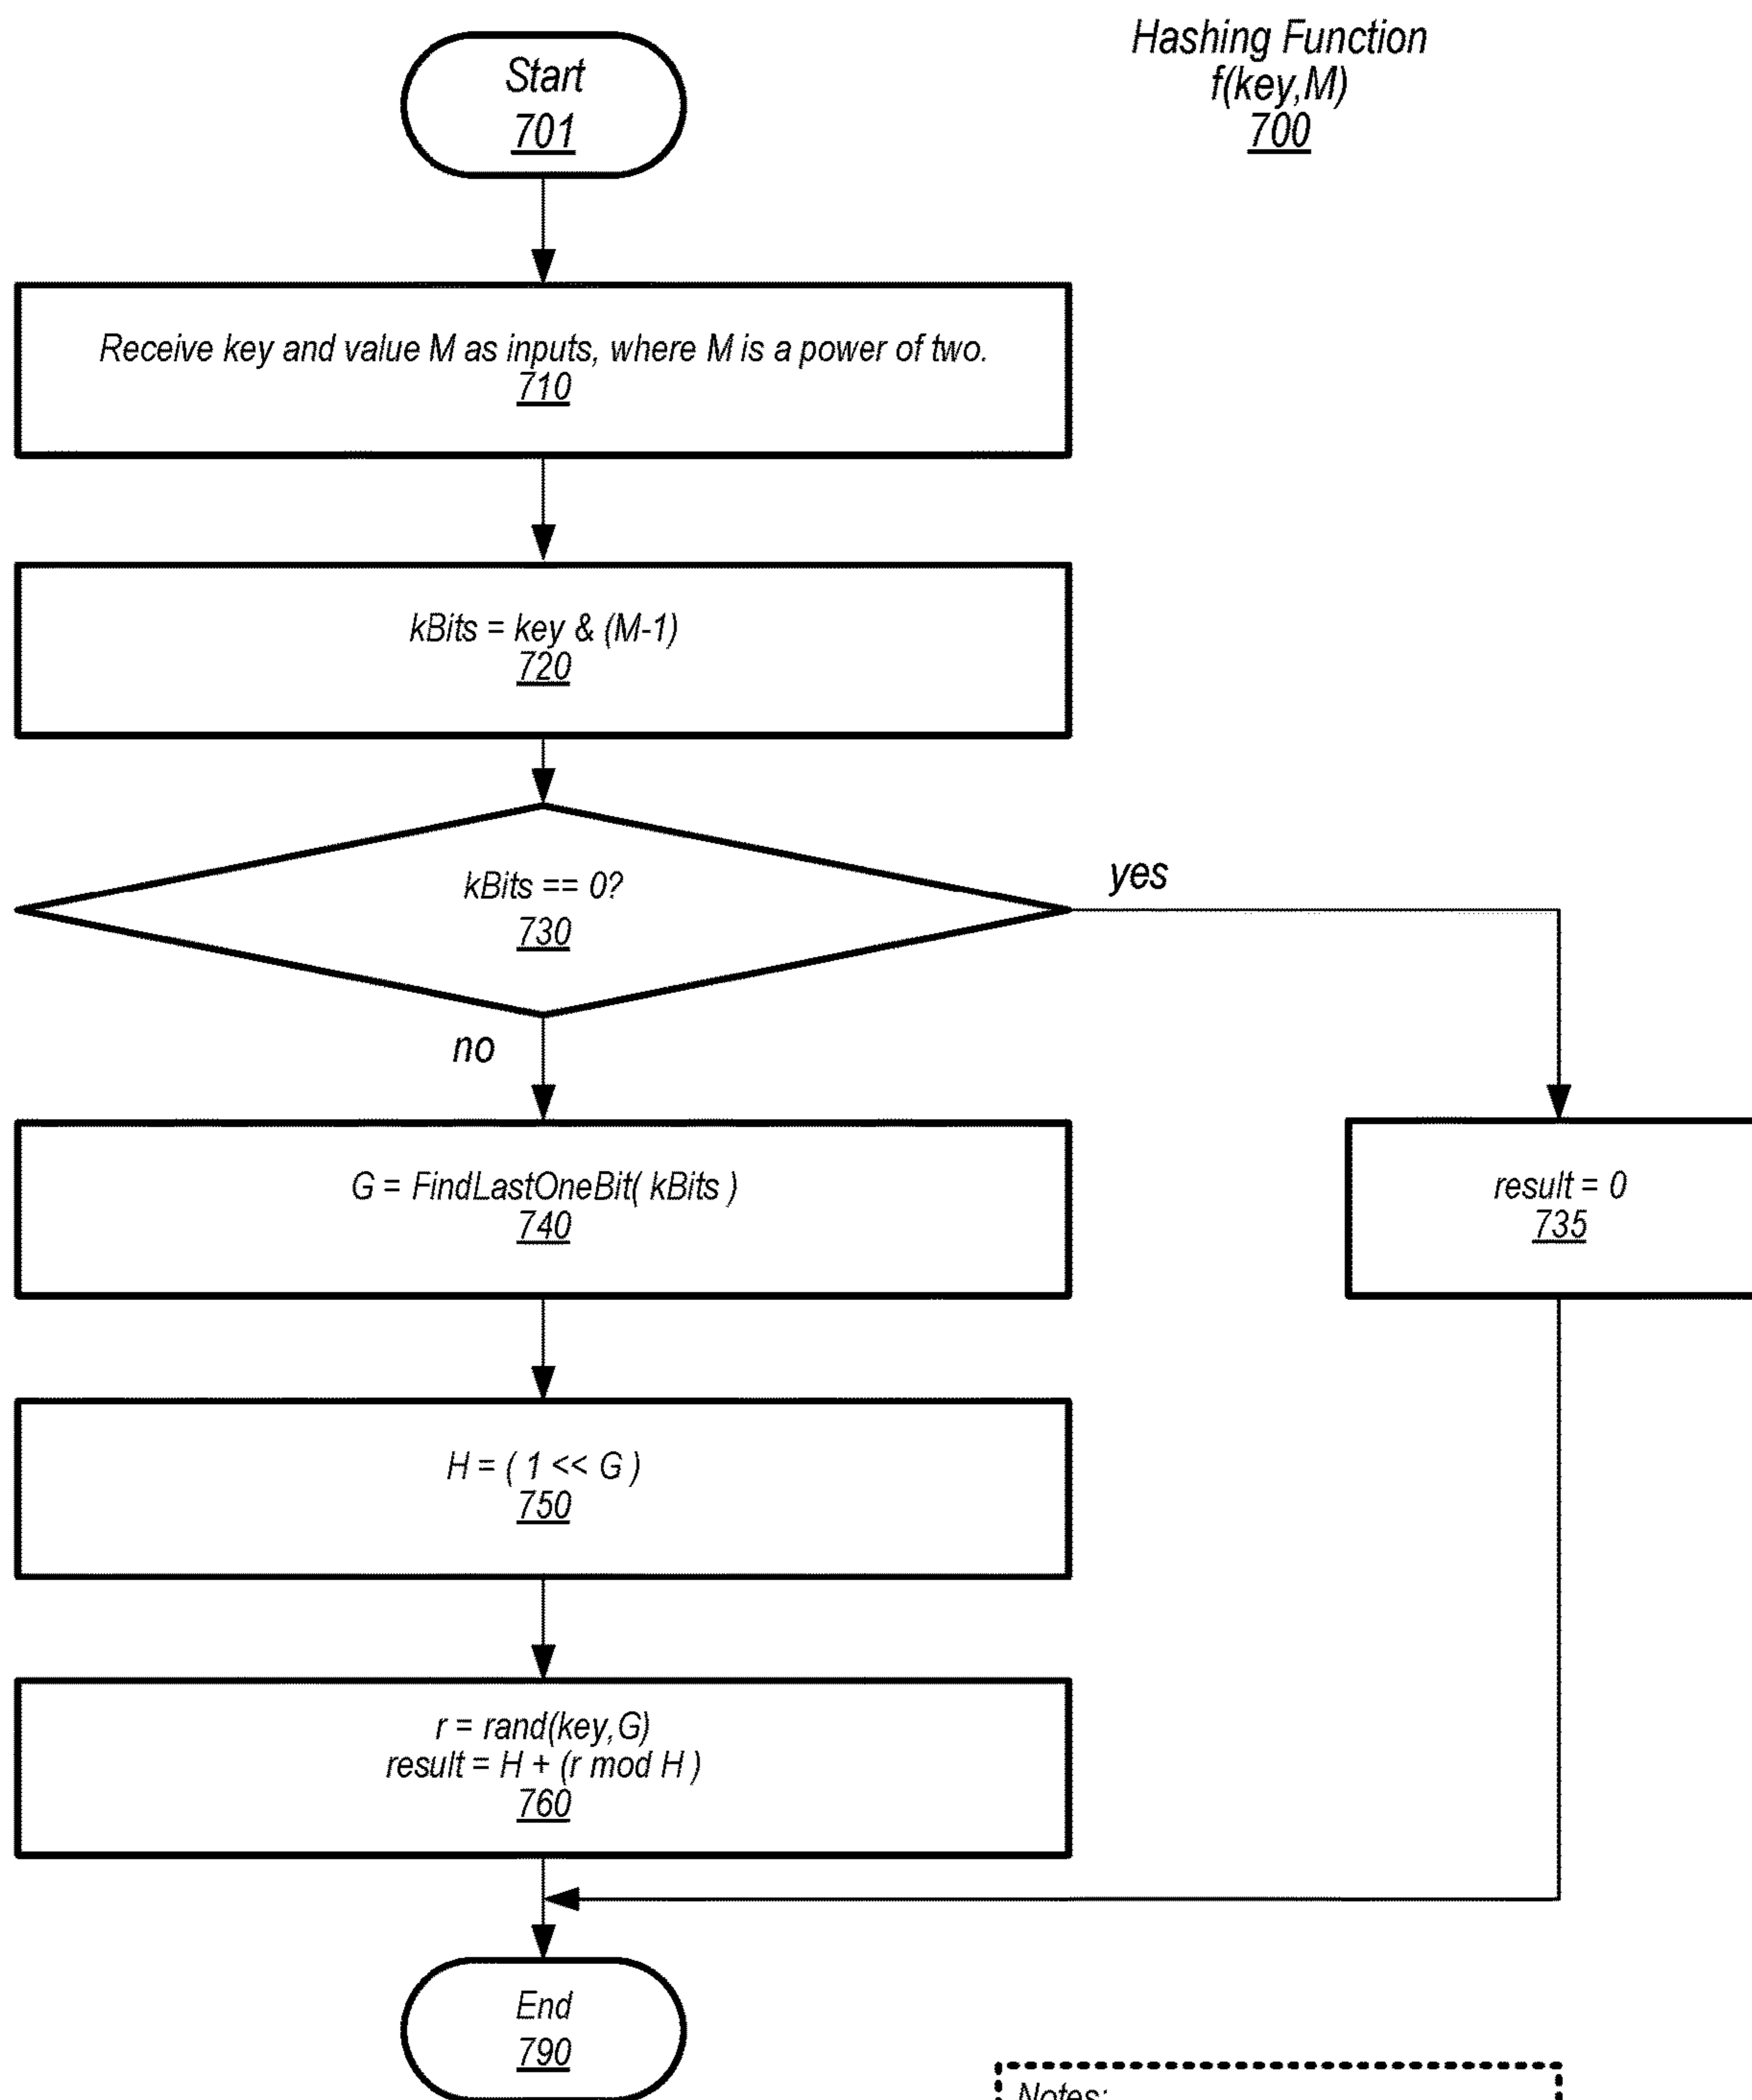 Hashing Function
f(key,M)
700
Start
701
Receive key and value M as inputs, where M is a power of two.
710
kBits = key & (M-1)
720
kBits == 0?
730
yes
no
G = FindLastOneBit( kBits )
740
result = 0
735
H = ( 1 << G )
750
r = rand(key,G)
result = H + (r mod H )
760
End
790
Notes: